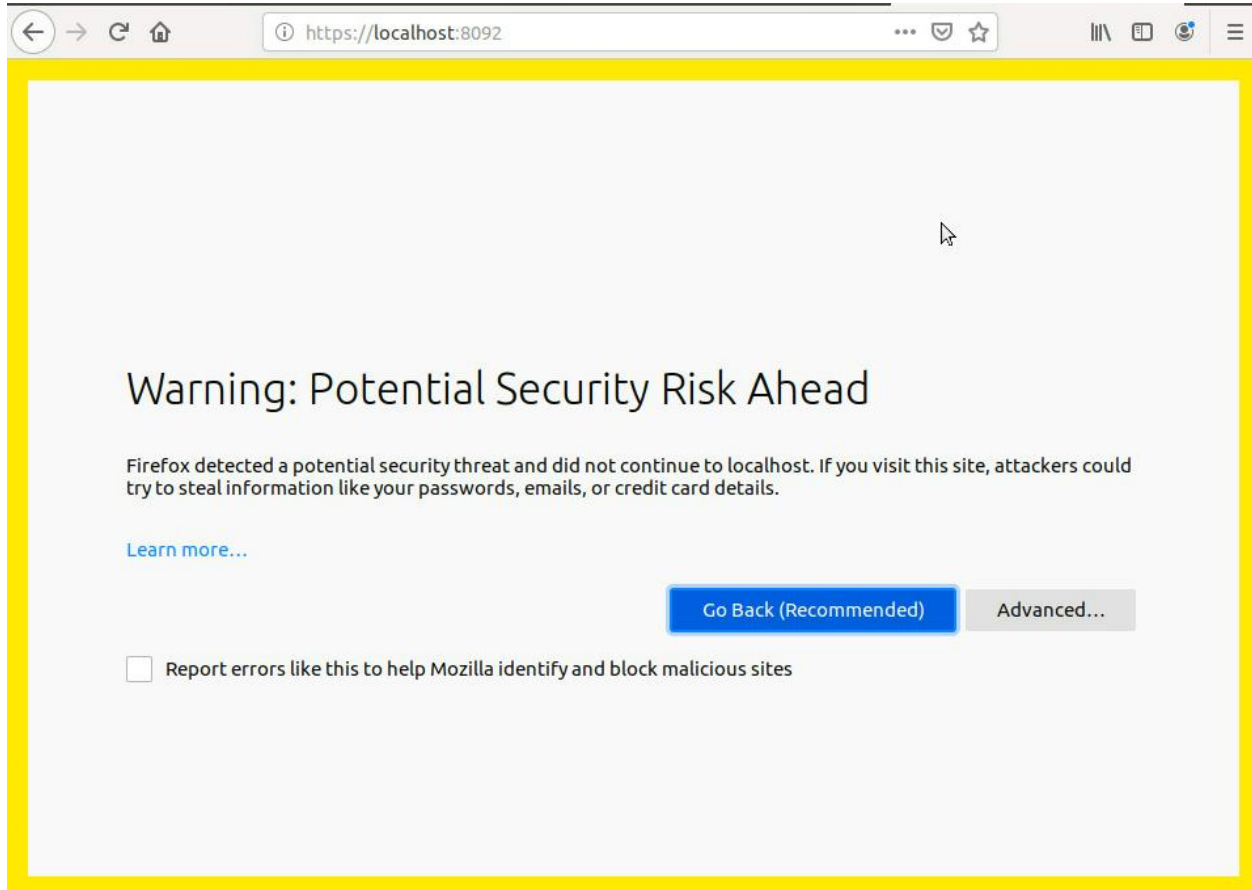 https://localhost:8092
Warning: Potential Security Risk Ahead
Firefox detected a potential security threat and did not continue to localhost. If you visit this site, attackers could
try to steal information like your passwords, emails, or credit card details.
Learn more…
Go Back (Recommended)
Advanced…
Report errors like this to help Mozilla identify and block malicious sites